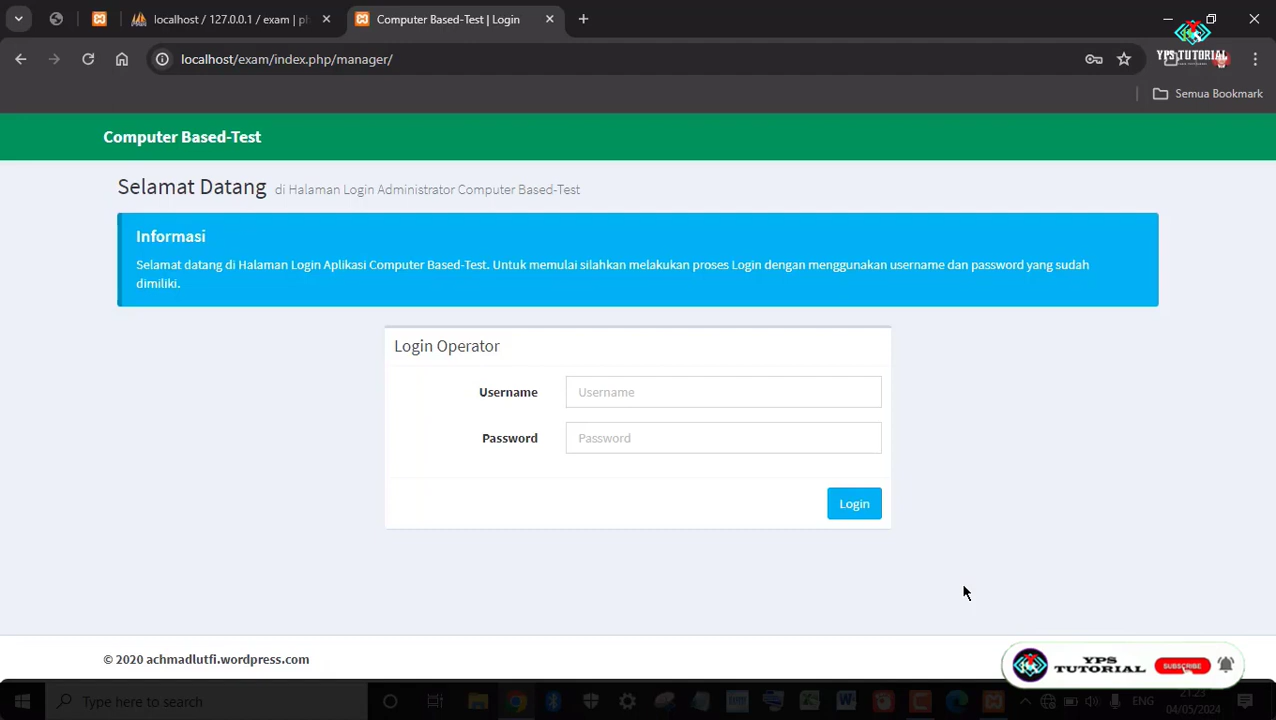 localhost / 127.0.0.1 / exam | ph
Computer Based-Test | Login
localhost/exam/index.php/manager/
YPS TUTORIAL
Semua Bookmark
Computer Based-Test
Selamat Datang di Halaman Login Administrator Computer Based-Test
Informasi
Selamat datang di Halaman Login Aplikasi Computer Based-Test. Untuk memulai silahkan melakukan proses Login dengan menggunakan username dan password yang sudah
dimiliki.
Login Operator
Username Username
Password Password
Login
© 2020 achmadlutfi.wordpress.com
YPS
TUTORIAL
SUBSCRIBE
Type here to search
ENG
21:23
04/05/2024